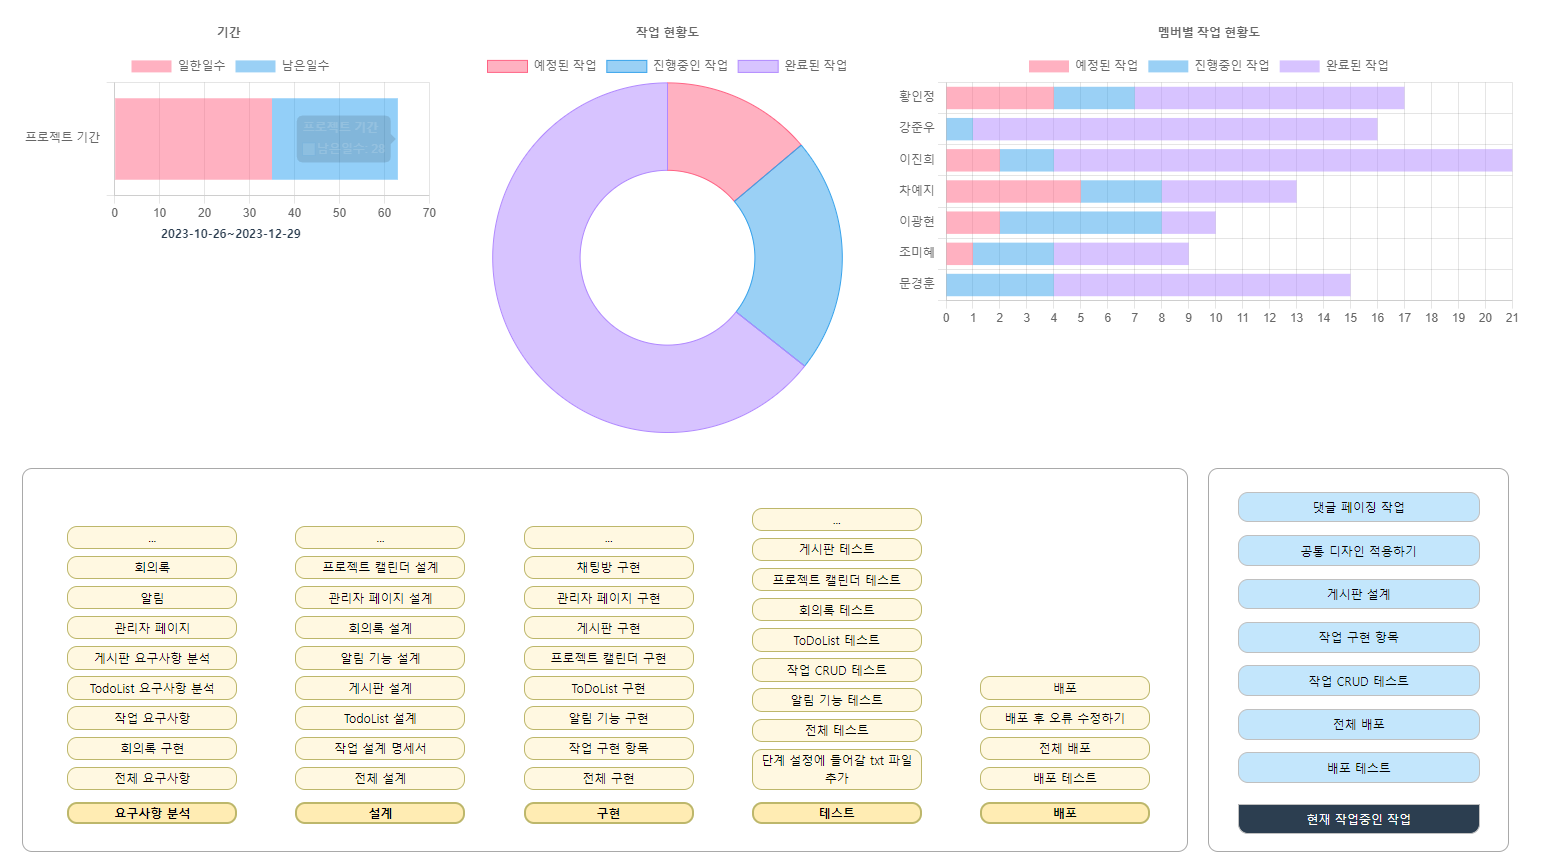 기간
일한일수 남은일수
프로젝트 기간
프로젝트 기간
남은일수: 28
0 10 20 30 40 50 60 70
2023-10-26~2023-12-29
작업 현황도
예정된 작업 진행중인 작업 완료된 작업
멤버별 작업 현황도
예정된 작업 진행중인 작업 완료된 작업
황인정
강준우
이진희
차예지
이광현
조미혜
문경훈
0 1 2 3 4 5 6 7 8 9 10 11 12 13 14 15 16 17 18 19 20 21
...
회의록
알림
관리자 페이지
게시판 요구사항 분석
TodoList 요구사항 분석
작업 요구사항
회의록 구현
전체 요구사항
요구사항 분석
...
프로젝트 캘린더 설계
관리자 페이지 설계
회의록 설계
알림 기능 설계
게시판 설계
TodoList 설계
작업 설계 명세서
전체 설계
설계
...
채팅방 구현
관리자 페이지 구현
게시판 구현
프로젝트 캘린더 구현
ToDoList 구현
알림 기능 구현
작업 구현 항목
전체 구현
구현
...
게시판 테스트
프로젝트 캘린더 테스트
회의록 테스트
ToDoList 테스트
작업 CRUD 테스트
알림 기능 테스트
전체 테스트
단계 설정에 들어갈 txt 파일
추가
테스트
배포
배포 후 오류 수정하기
전체 배포
배포 테스트
배포
댓글 페이징 작업
공통 디자인 적용하기
게시판 설계
작업 구현 항목
작업 CRUD 테스트
전체 배포
배포 테스트
현재 작업중인 작업